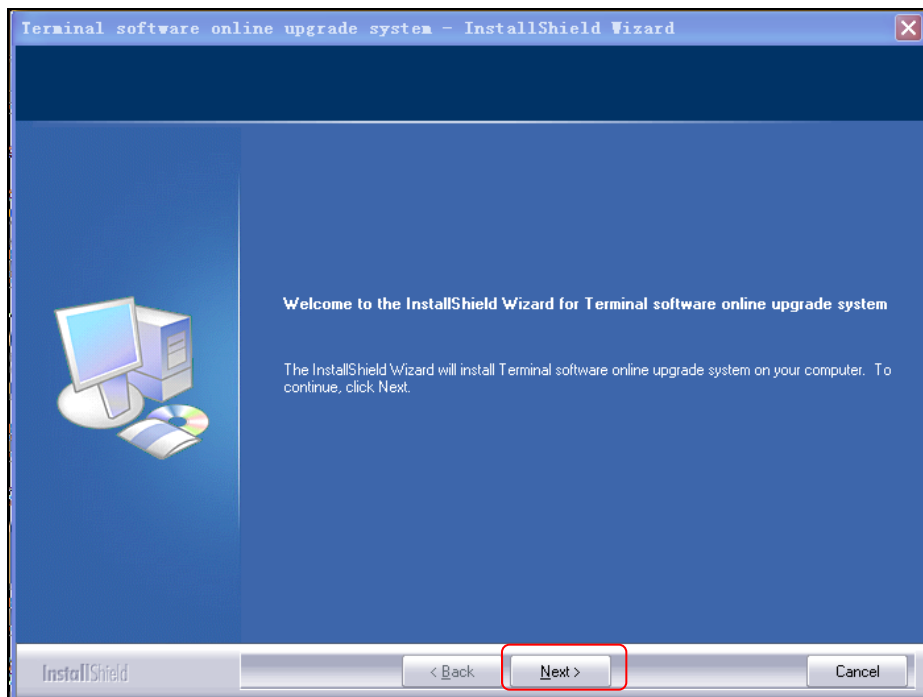 Terminal software online upgrade system - InstallShield Wizard
Welcome to the InstallShield Wizard for Terminal software online upgrade system
The InstallShield Wizard will install Terminal software online upgrade system on your computer. To
continue, click Next.
InstallShield
< Back
Next >
Cancel